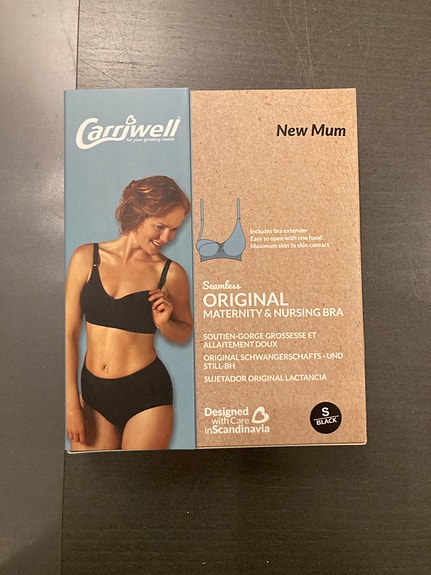 Carriwell
for your growing needs
New Mum
Includes bra extender
Easy to open with one hand
Maximum skin to skin contact
Seamless
ORIGINAL
MATERNITY & NURSING BRA
SOUTIEN-GORGE GROSSESSE ET -
ALLAITEMENT DOUX
ORIGINAL SCHWANGERSCHAFTS - UND
STILL-BH
SUJETADOR ORIGINAL LACTANCIA
Designed
with Care
in Scandinavia
S
BLACK